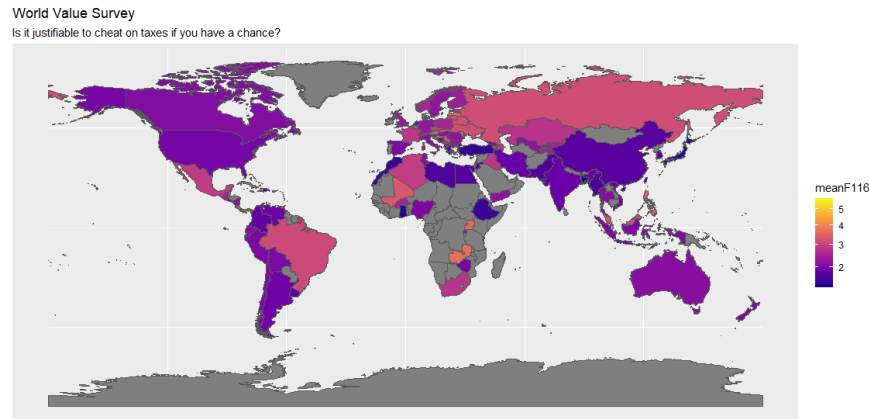 World Value Survey
Is it justifiable to cheat on taxes if you have a chance?
meanF116
5
4
3
2